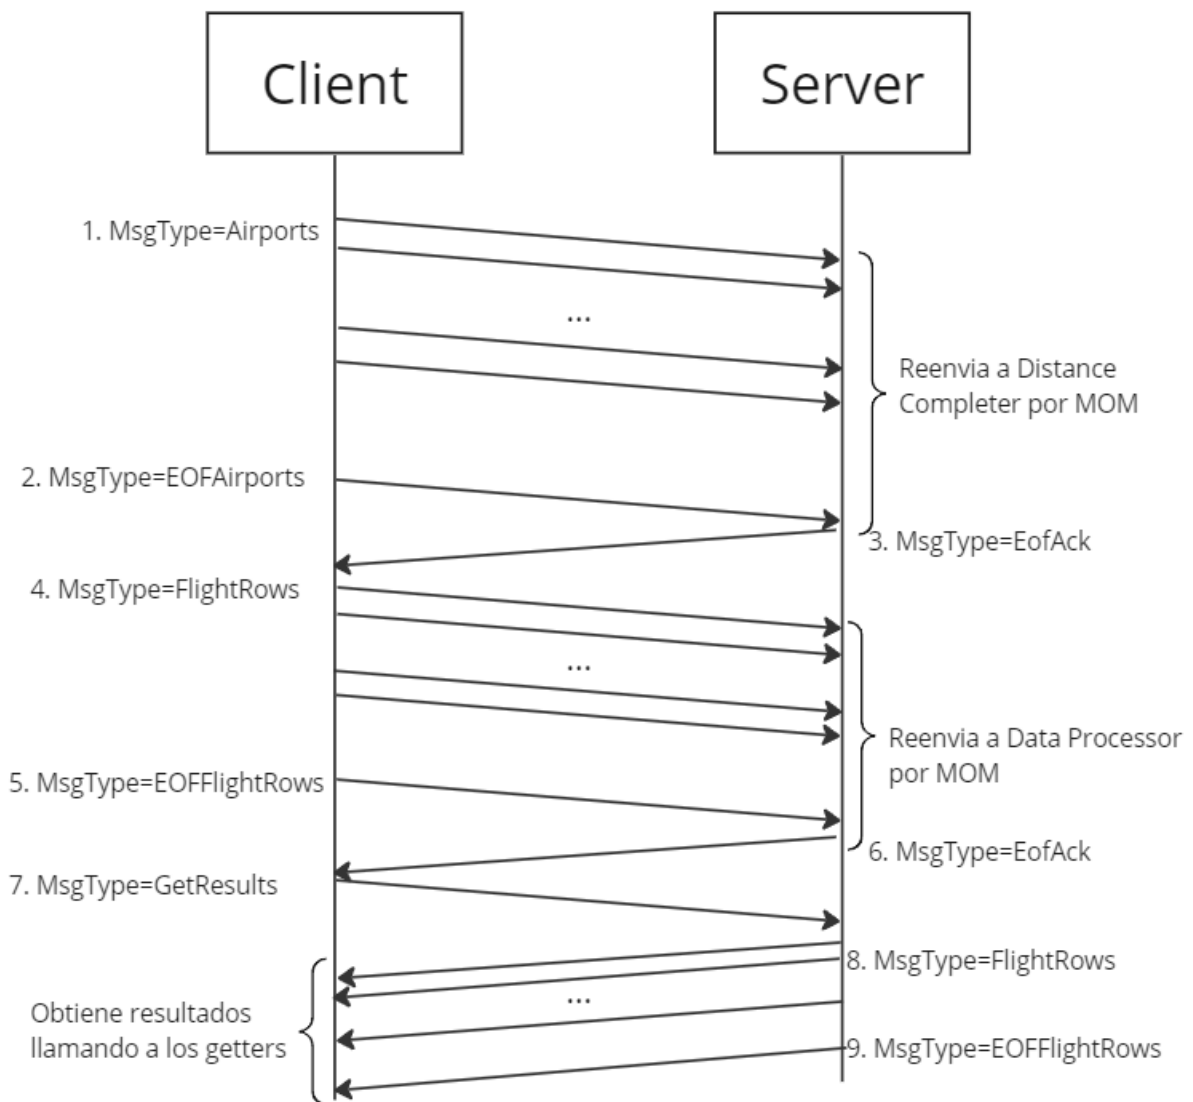 Client
Server
1. MsgType=Airports
...
Reenvia a Distance
Completer por MOM
2. MsgType=EOFAirports
3. MsgType=EofAck
4. MsgType=FlightRows
...
Reenvia a Data Processor
por MOM
5. MsgType=EOFFlightRows
6. MsgType=EofAck
7. MsgType=GetResults
8. MsgType=FlightRows
...
Obtiene resultados
llamando a los getters
9. MsgType=EOFFlightRows